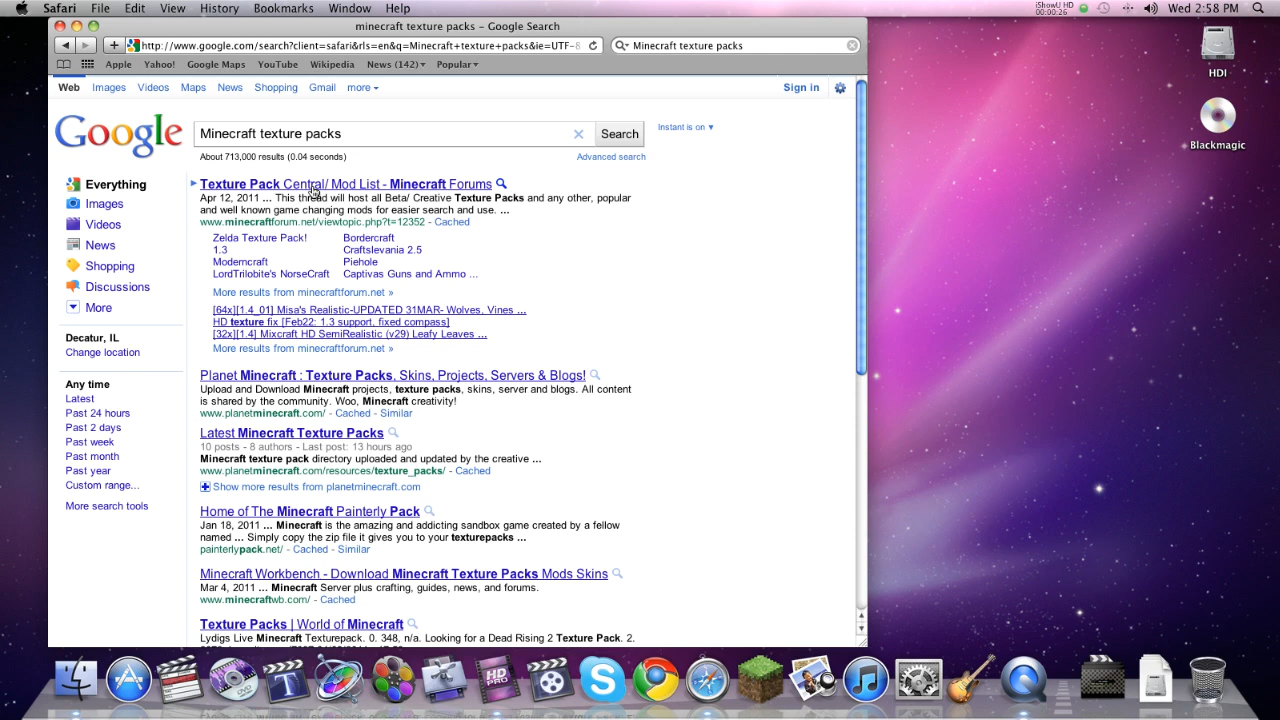 Safari File Edit View History Bookmarks Window Help
iShowU HD
00:00:26
Wed 2:58 PM
minecraft texture packs – Google Search
http://www.google.com/search?client=safari&rls=en&q=Minecraft+texture+packs&ie=UTF-8
Minecraft texture packs
Apple Yahoo! Google Maps YouTube Wikipedia News (142) Popular
Web Images Videos Maps News Shopping Gmail more
Sign in
Google
Minecraft texture packs
Search
Instant is on
About 713,000 results (0.04 seconds)
Advanced search
Everything
Images
Videos
News
Shopping
Discussions
More
Decatur, IL
Change location
Any time
Latest
Past 24 hours
Past 2 days
Past week
Past month
Past year
Custom range...
More search tools
Texture Pack Central/ Mod List - Minecraft Forums
Apr 12, 2011 ... This thread will host all Beta/ Creative Texture Packs and any other, popular
and well known game changing mods for easier search and use. ...
www.minecraftforum.net/viewtopic.php?t=12352 - Cached
Zelda Texture Pack! Bordercraft
1.3 Craftslevania 2.5
Moderncraft Piehole
LordTrilobite's NorseCraft Captivas Guns and Ammo ...
More results from minecraftforum.net »
[64x][1.4_01] Misa's Realistic-UPDATED 31MAR- Wolves, Vines ...
HD texture fix [Feb22: 1.3 support, fixed compass]
[32x][1.4] Mixcraft HD SemiRealistic (v29) Leafy Leaves ...
More results from minecraftforum.net »
Planet Minecraft : Texture Packs, Skins, Projects, Servers & Blogs!
Upload and Download Minecraft projects, texture packs, skins, server and blogs. All content
is shared by the community. Woo, Minecraft creativity!
www.planetminecraft.com/ - Cached - Similar
Latest Minecraft Texture Packs
10 posts - 8 authors - Last post: 13 hours ago
Minecraft texture pack directory uploaded and updated by the creative ...
www.planetminecraft.com/resources/texture_packs/ - Cached
Show more results from planetminecraft.com
Home of The Minecraft Painterly Pack
Jan 18, 2011 ... Minecraft is the amazing and addicting sandbox game created by a fellow
named ... Simply copy the zip file it gives you to your texturepacks ...
painterlypack.net/ - Cached - Similar
Minecraft Workbench - Download Minecraft Texture Packs Mods Skins
Mar 4, 2011 ... Minecraft Server plus crafting, guides, news, and forums.
www.minecraftwb.com/ - Cached
Texture Packs | World of Minecraft
Lydigs Live Minecraft Texturepack. 0. 348, n/a. Looking for a Dead Rising 2 Texture Pack. 2.
HDI
Blackmagic
HD
PRO